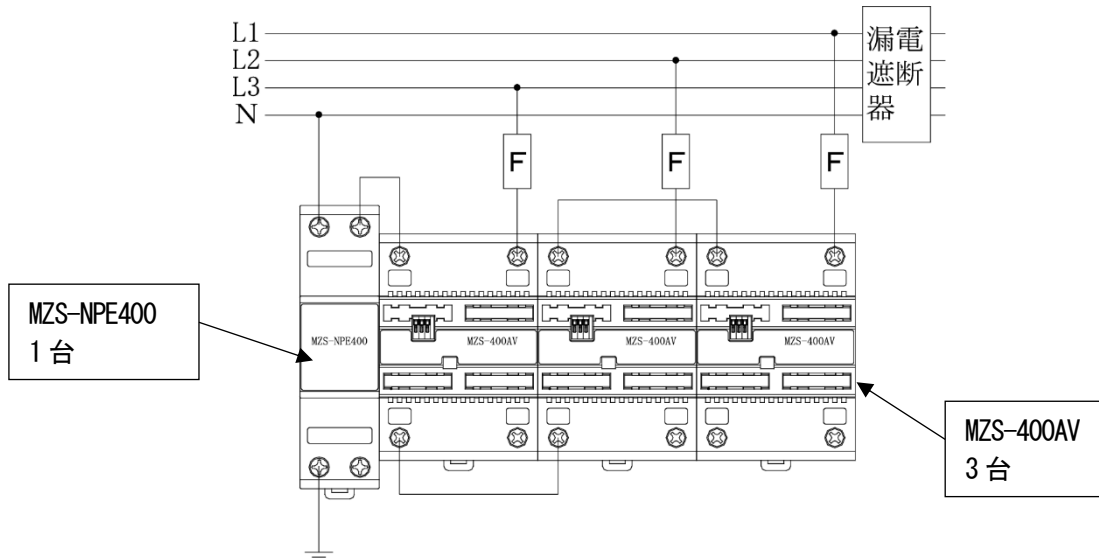 L1
L2
L3
N
漏電
遮断
器
F
F
F
MZS-NPE400
1台
MZS-NPE400
MZS-400AV
MZS-400AV
MZS-400AV
MZS-400AV
3台